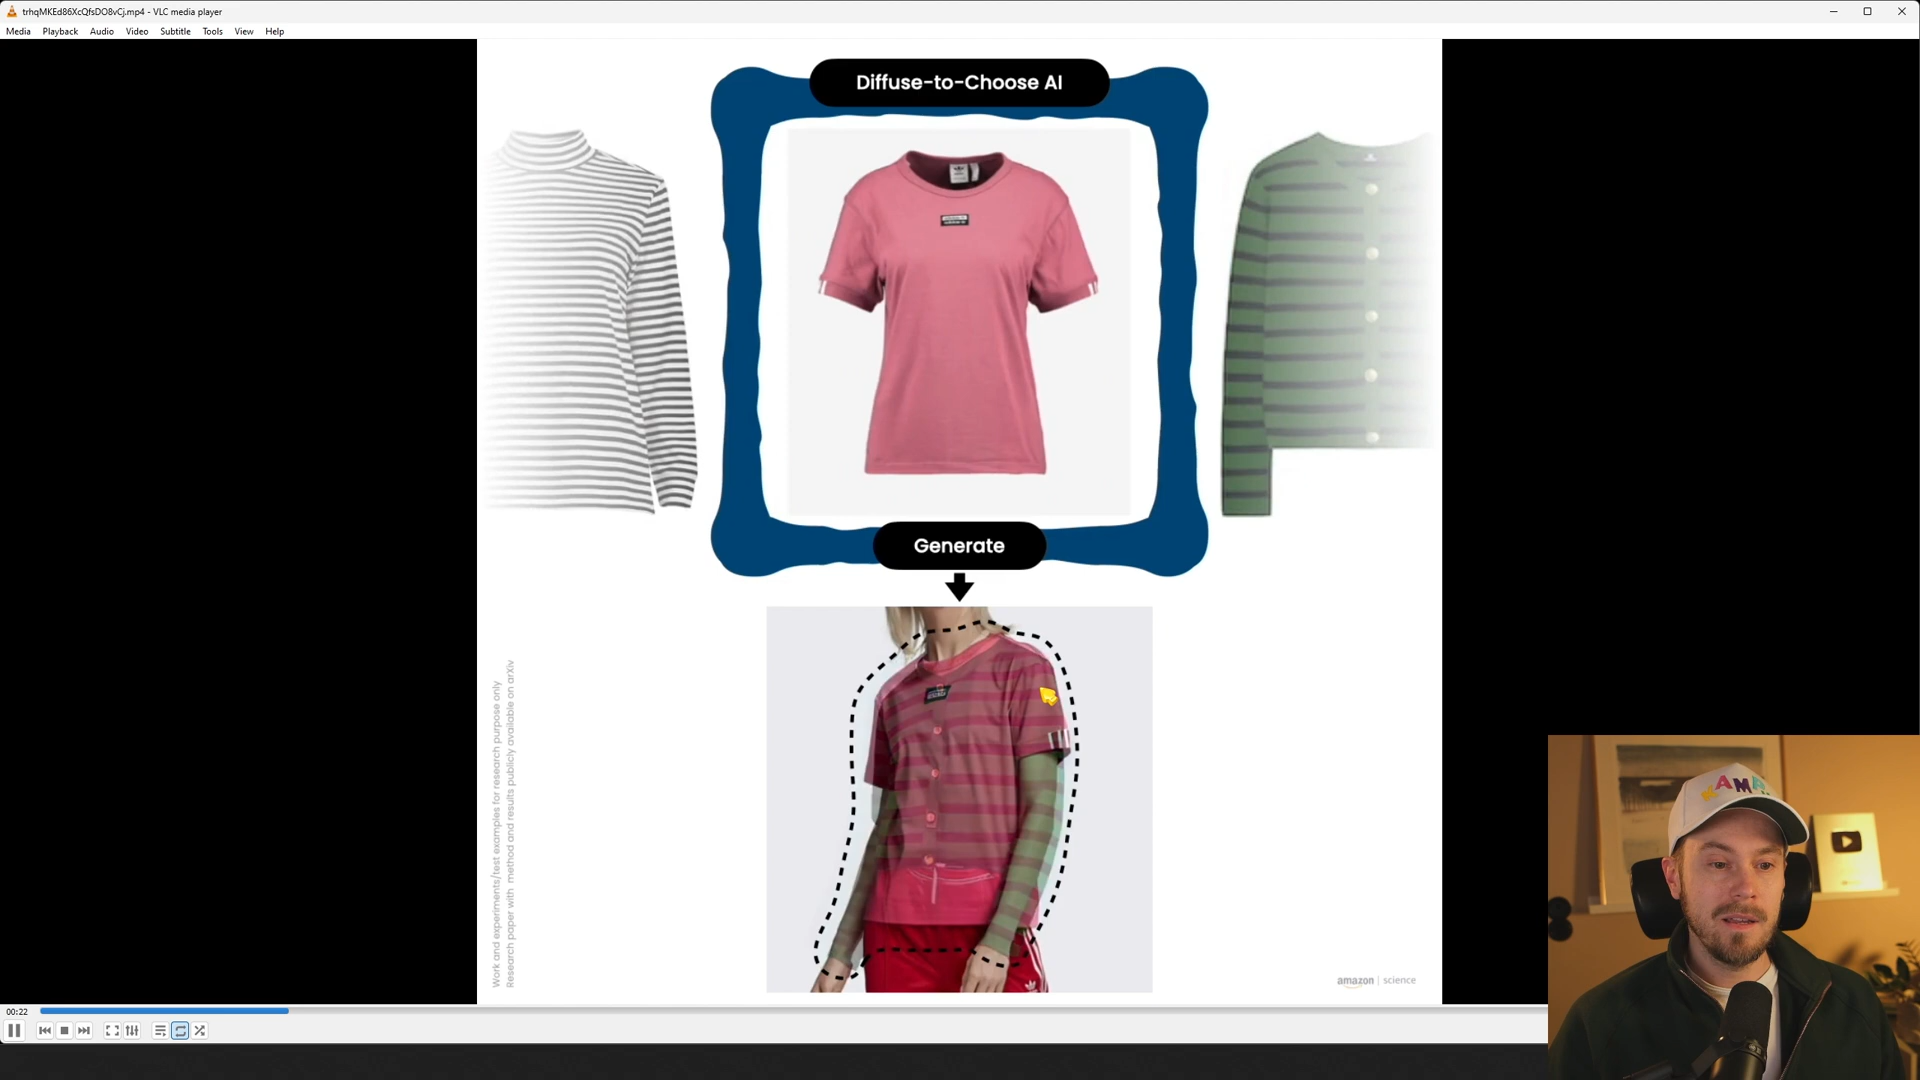 trhqMKEd86XcQfsDO8vCj.mp4 - VLC media player
Media Playback Audio Video Subtitle Tools View Help
Diffuse-to-Choose AI
Generate
Work and experiments/test examples for research purpose only
Research paper with method and results publicly available on arXiv
amazon | science
00:22